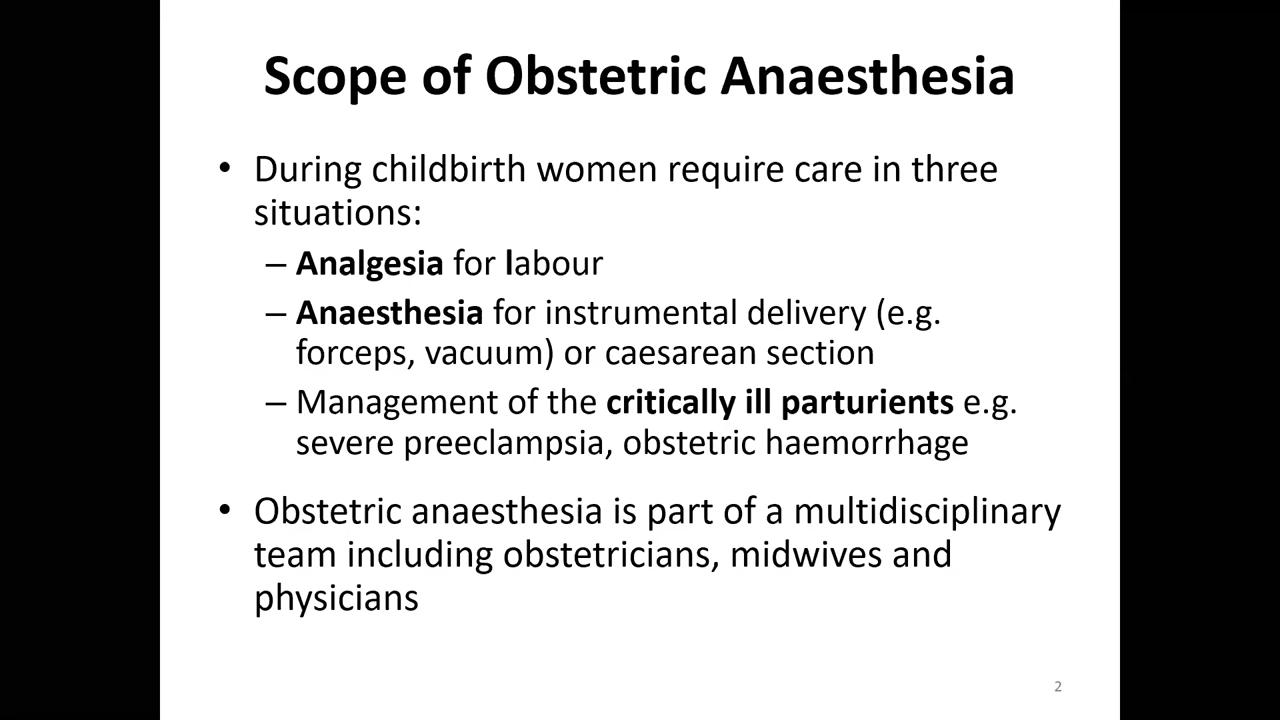 Scope of Obstetric Anaesthesia
• During childbirth women require care in three
situations:
– Analgesia for labour
– Anaesthesia for instrumental delivery (e.g.
forceps, vacuum) or caesarean section
– Management of the critically ill parturients e.g.
severe preeclampsia, obstetric haemorrhage
• Obstetric anaesthesia is part of a multidisciplinary
team including obstetricians, midwives and
physicians
2